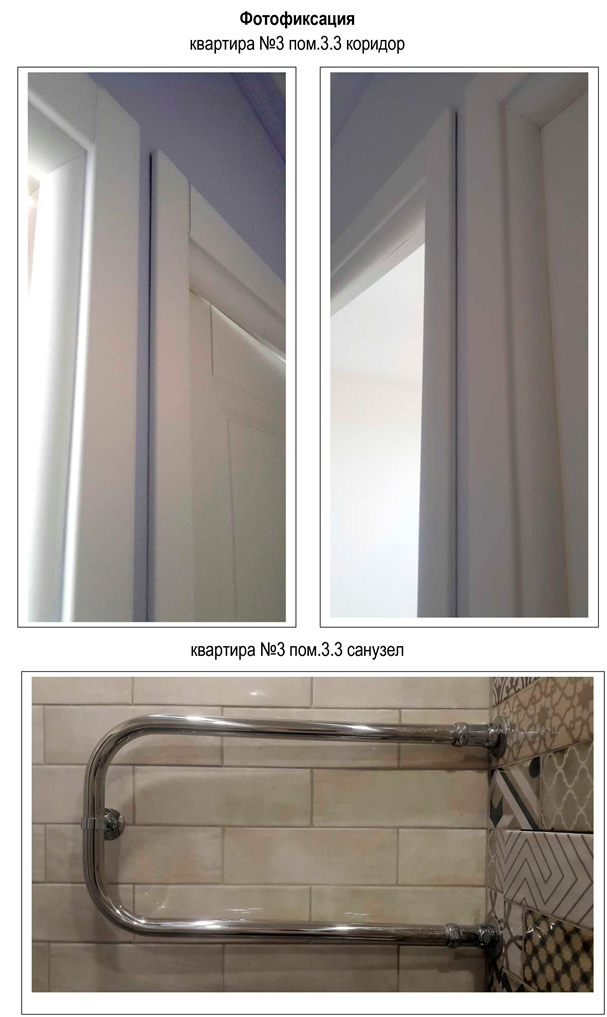 Фотофиксация
квартира №3 пом.3.3 коридор
квартира №3 пом.3.3 санузел